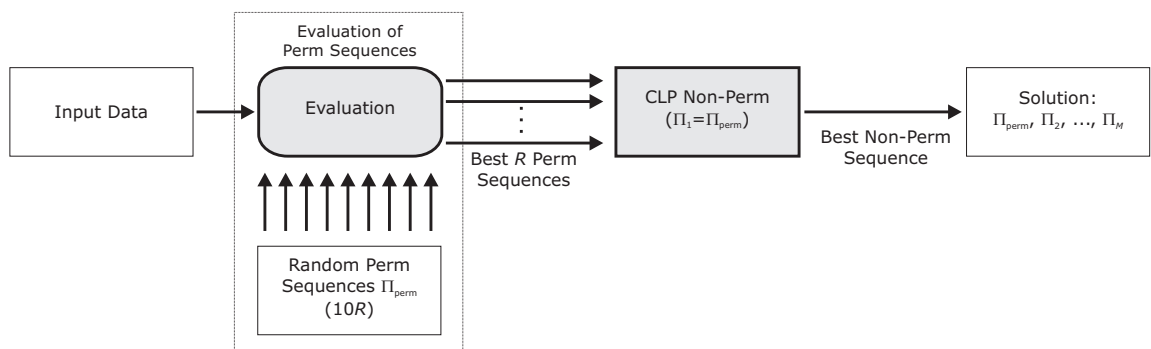 Evaluation of
Perm Sequences
Input Data
Evaluation
⋮
Best R Perm
Sequences
Random Perm
Sequences Πperm
(10R)
CLP Non-Perm
(Π1=Πperm)
Best Non-Perm
Sequence
Solution:
Πperm, Π2, ..., ΠM